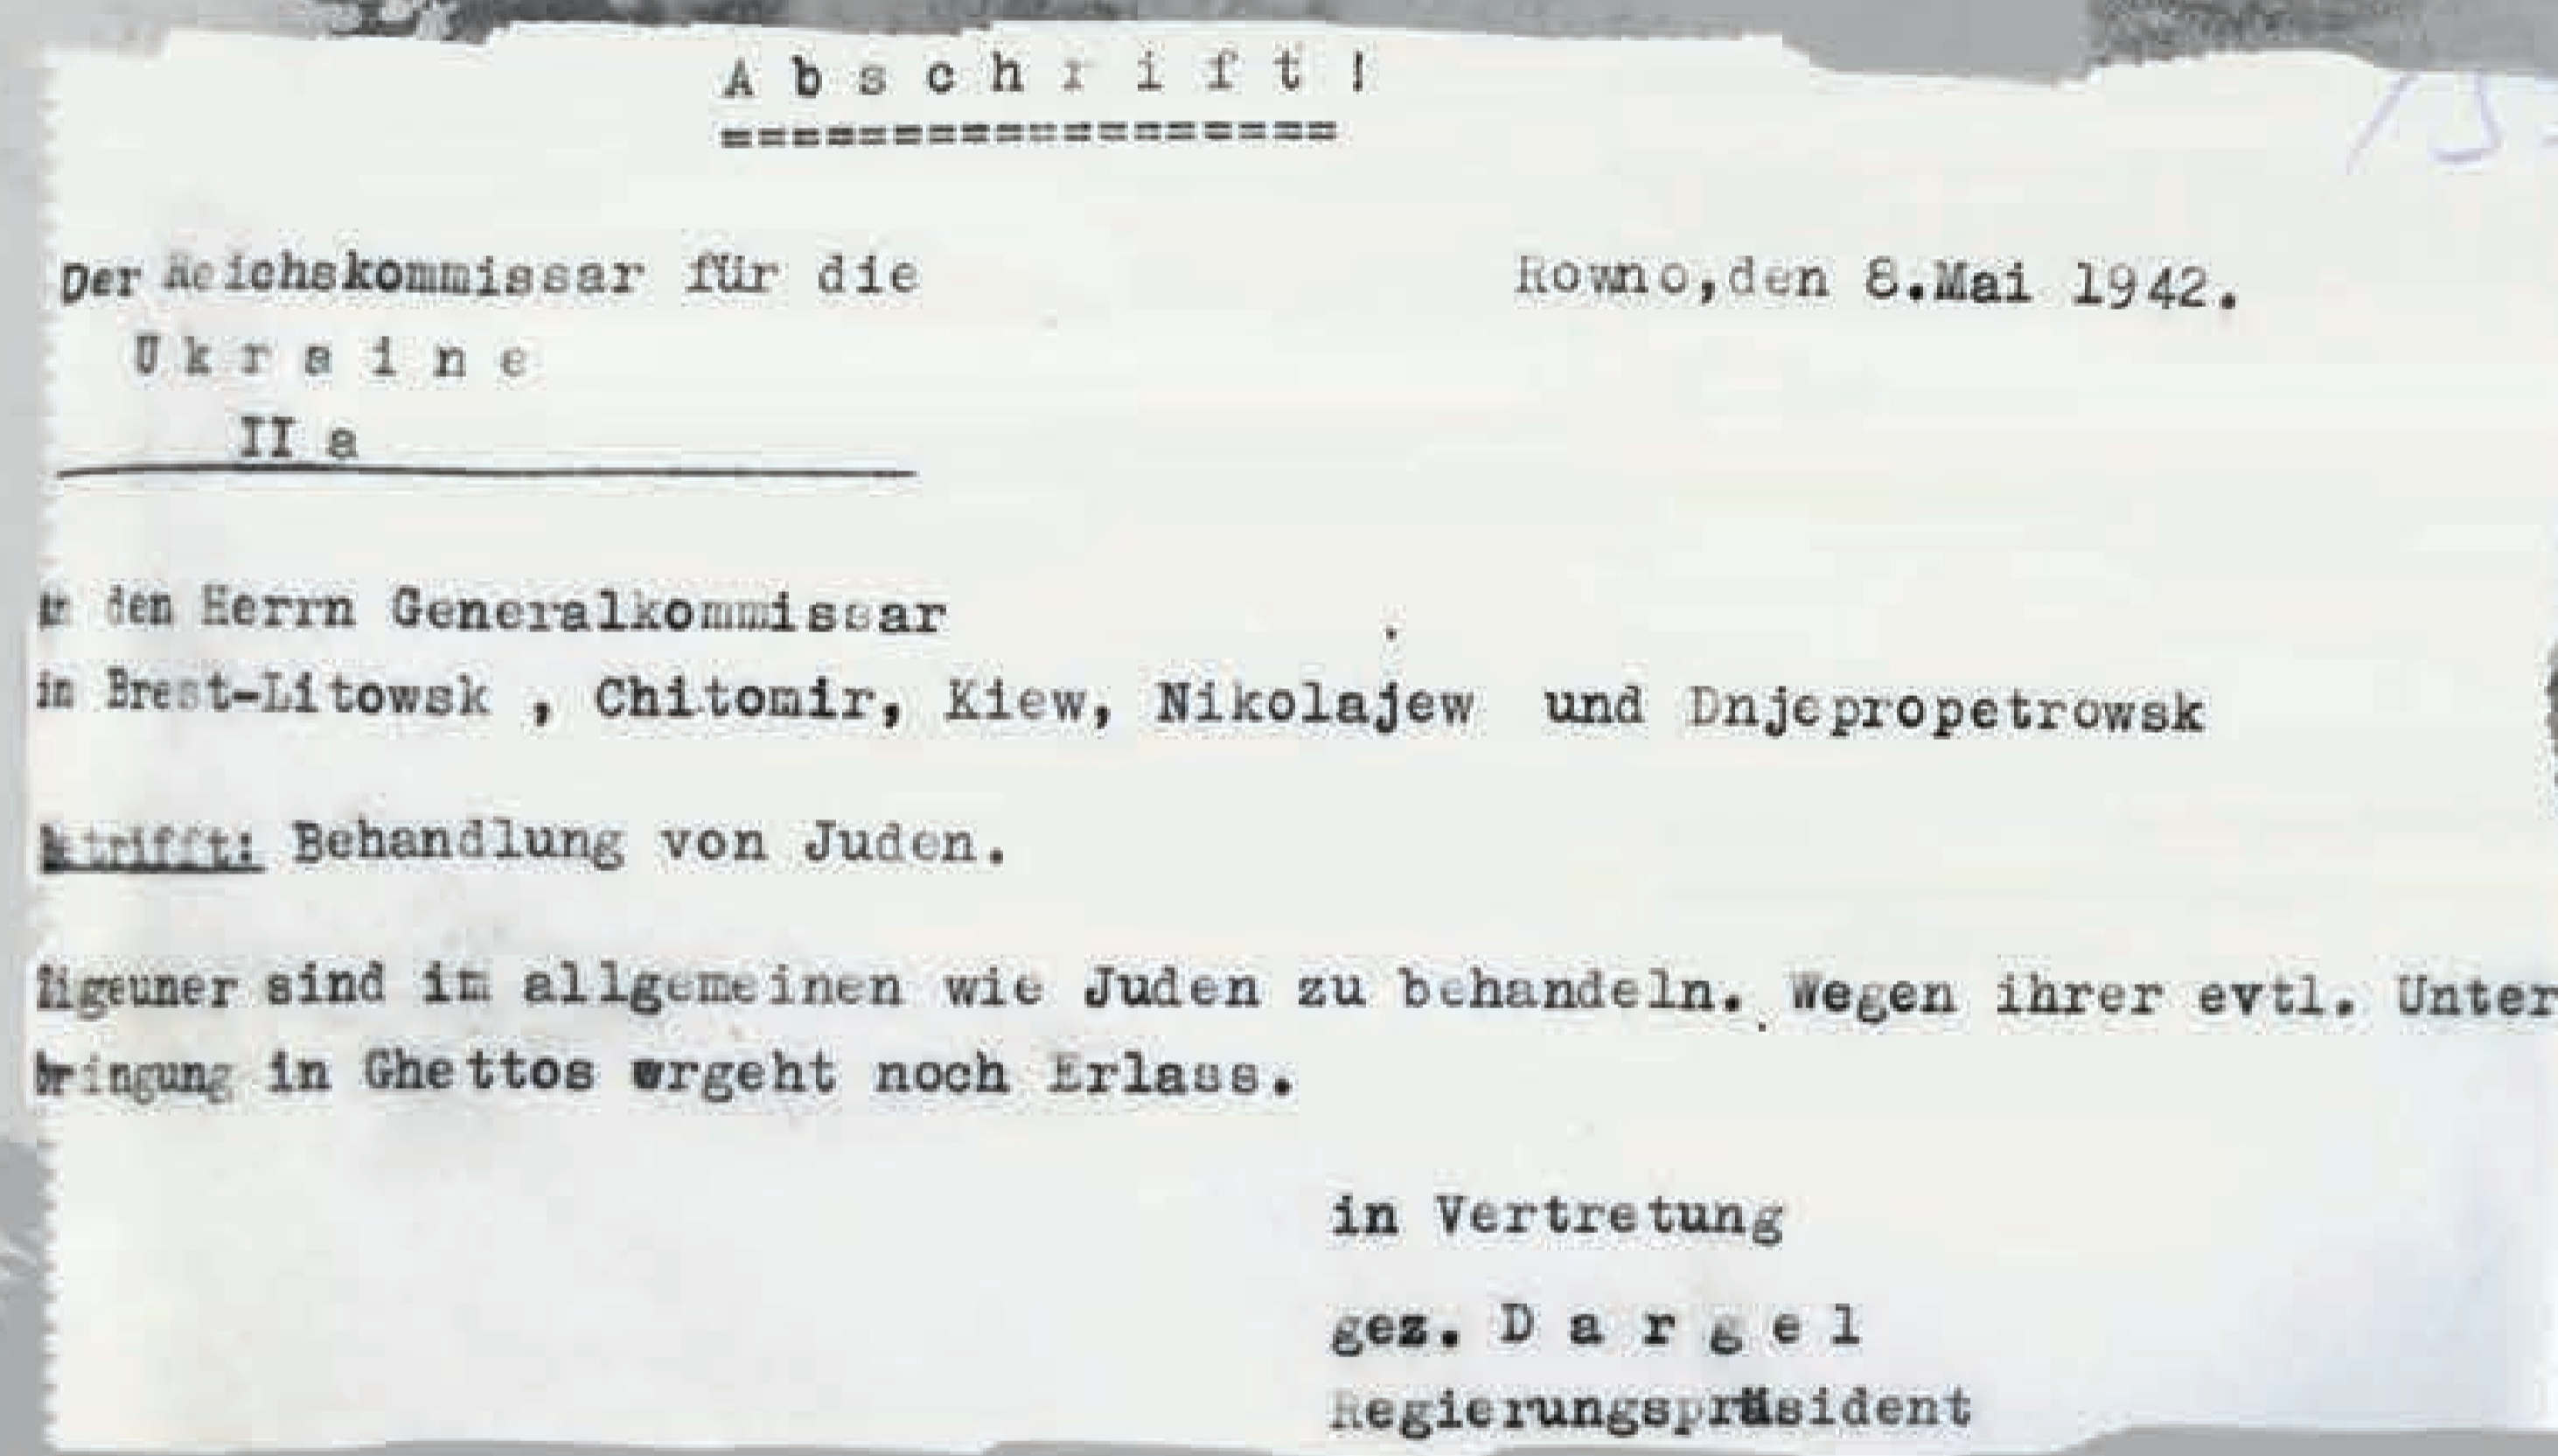 A b s c h r i f t !
==================
Der Reichskommissar für die
Rowno,den 8.Mai 1942.
U k r a i n e
II a
an den Herrn Generalkommissar
in Brest-Litowsk , Chitomir, Kiew, Nikolajew und Dnjepropetrowsk
Betrifft: Behandlung von Juden.
Zigeuner sind im allgemeinen wie Juden zu behandeln. Wegen ihrer evtl. Unter
bringung in Ghettos ergeht noch Erlass.
in Vertretung
gez. D a r g e l
Regierungspräsident